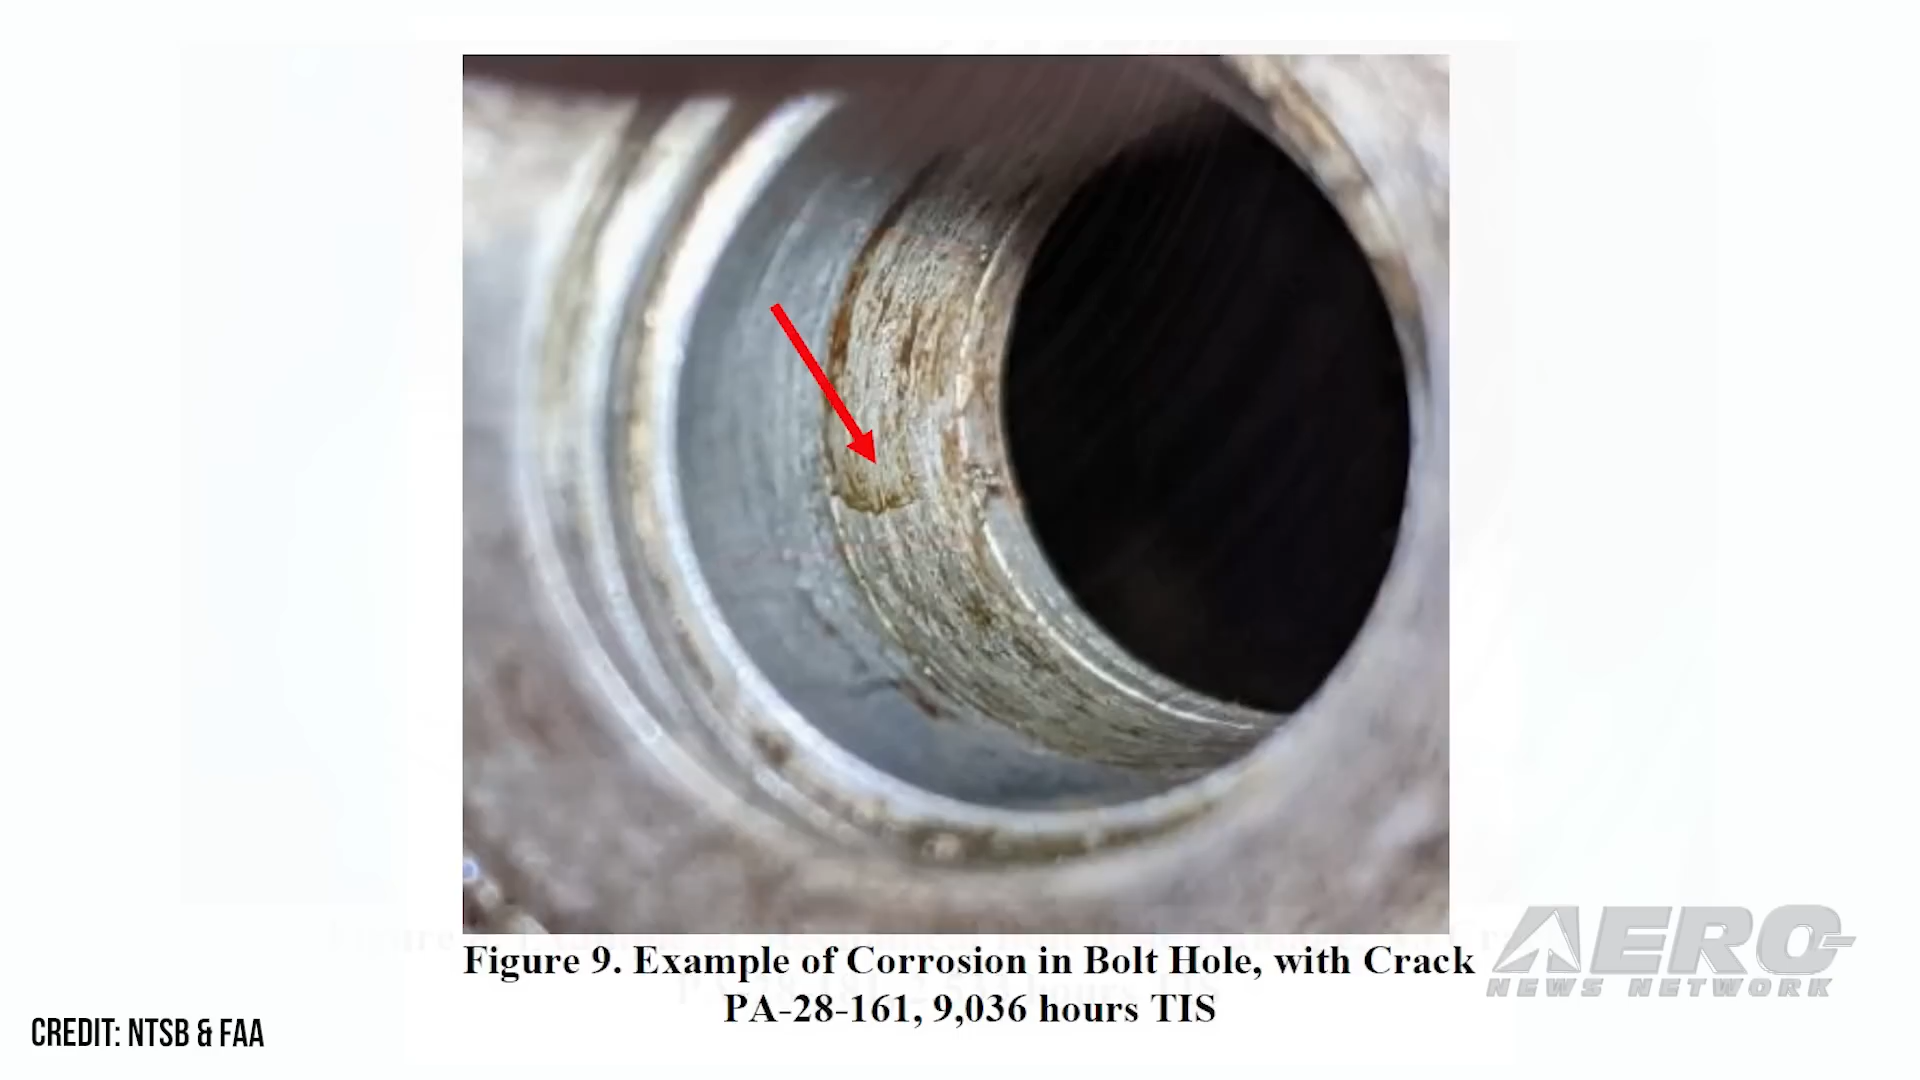 Figure 9. Example of Corrosion in Bolt Hole, with Crack
PA-28-161, 9,036 hours TIS
AERO
NEWS NETWORK
CREDIT: NTSB & FAA